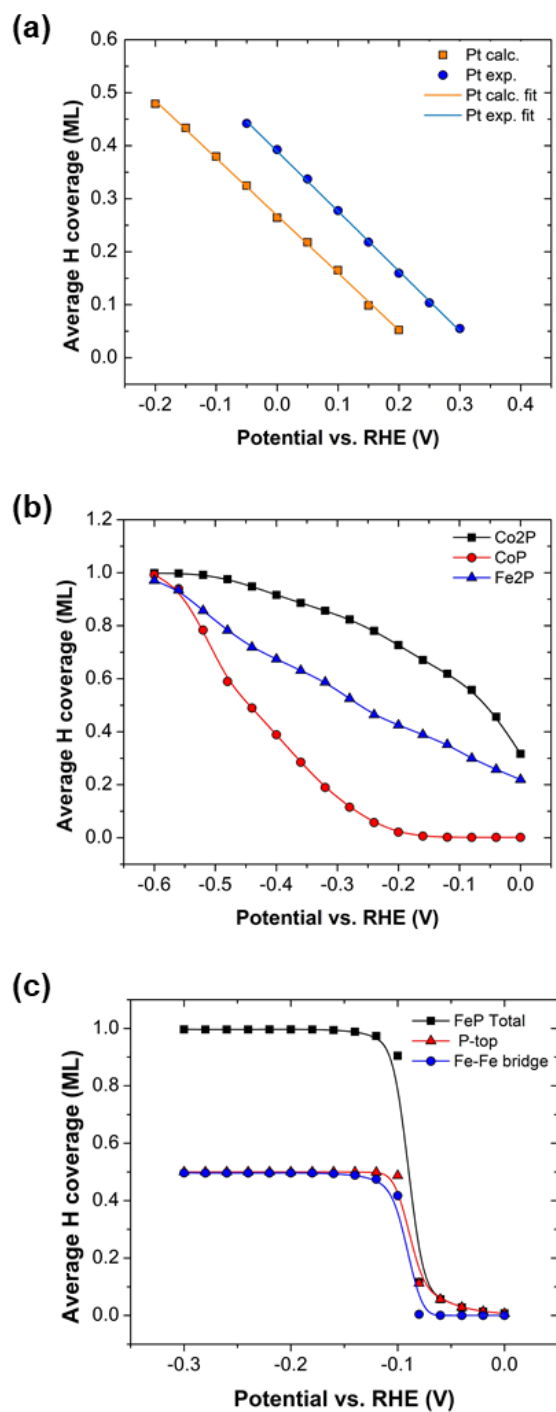 (a)
0.6
0.5
0.4
0.3
0.2
0.1
0.0
Average H coverage (ML)
Pt calc.
Pt exp.
Pt calc. fit
Pt exp. fit
-0.2 -0.1 0.0 0.1 0.2 0.3 0.4
Potential vs. RHE (V)
(b)
1.2
1.0
0.8
0.6
0.4
0.2
0.0
Average H coverage (ML)
Co2P
CoP
Fe2P
-0.6 -0.5 -0.4 -0.3 -0.2 -0.1 0.0
Potential vs. RHE (V)
(c)
1.0
0.8
0.6
0.4
0.2
0.0
Average H coverage (ML)
FeP Total
P-top
Fe-Fe bridge
-0.3 -0.2 -0.1 0.0
Potential vs. RHE (V)